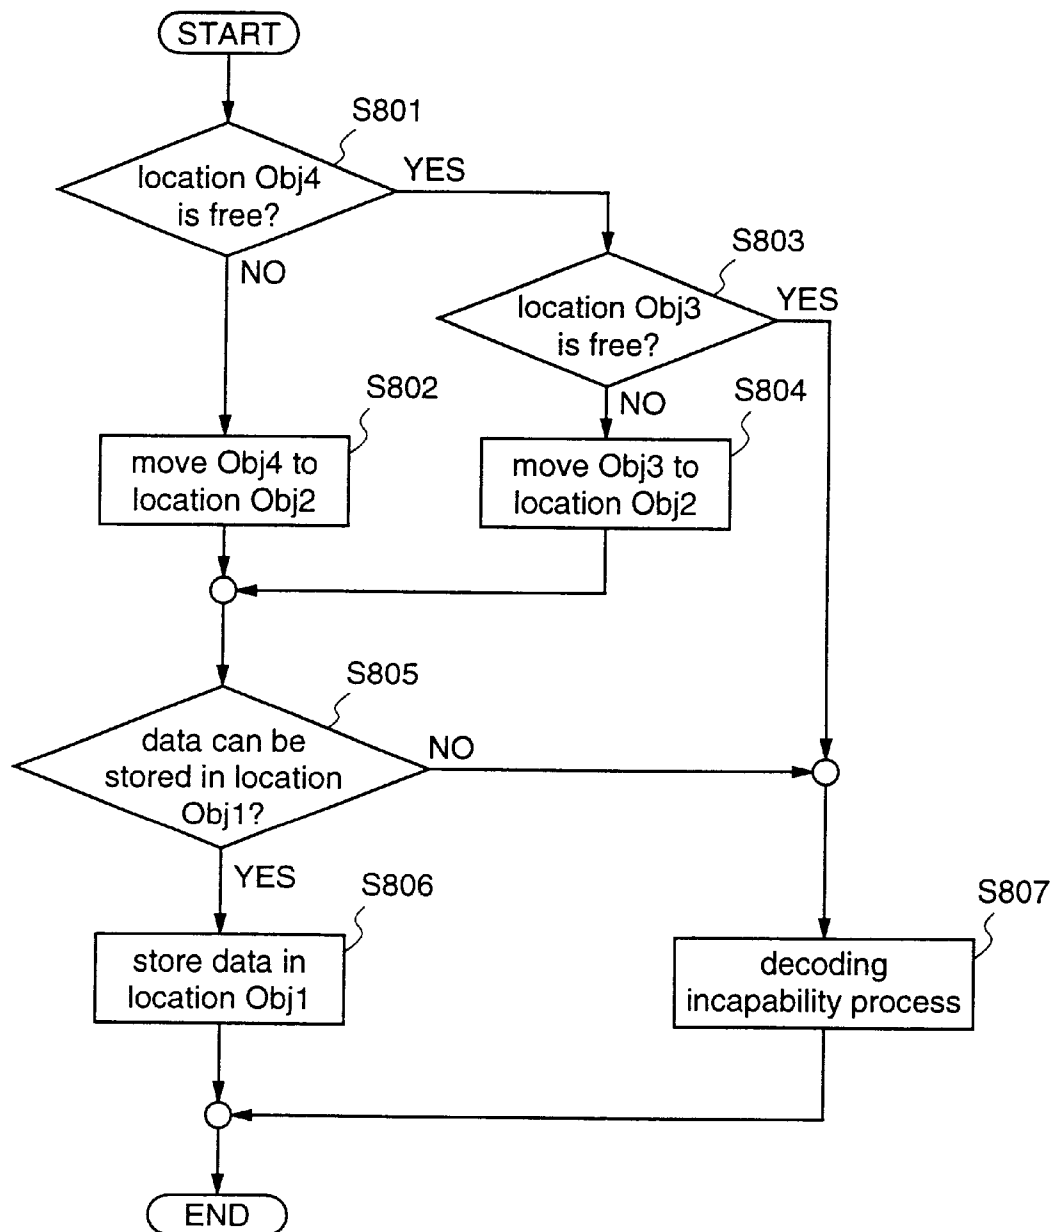 START
S801
location Obj4
is free?
YES
NO
S803
location Obj3
is free?
YES
NO
S802
move Obj4 to
location Obj2
S804
move Obj3 to
location Obj2
S805
data can be
stored in location
Obj1?
NO
YES
S806
store data in
location Obj1
S807
decoding
incapability process
END